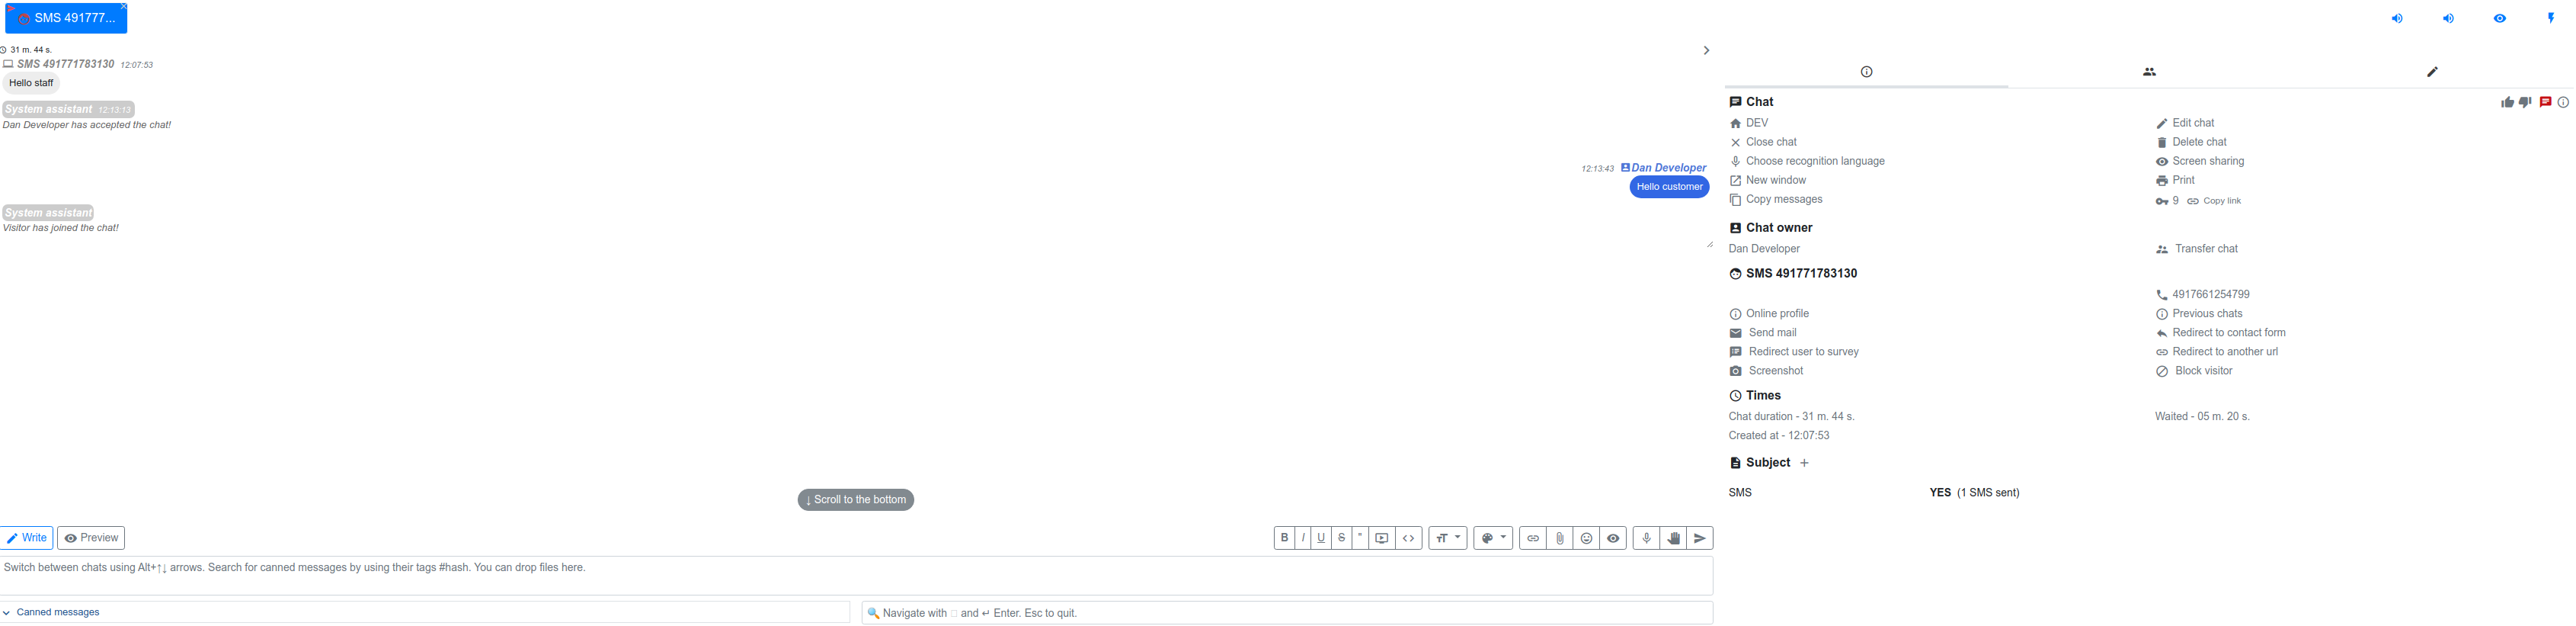 SMS 491777...
31 m. 44 s.
SMS 491771783130 12:07:53
Hello staff
System assistant 12:13:13
Dan Developer has accepted the chat!
12:13:43 Dan Developer
Hello customer
System assistant
Visitor has joined the chat!
↓ Scroll to the bottom
Write Preview
B I U S "
Switch between chats using Alt+↑↓ arrows. Search for canned messages by using their tags #hash. You can drop files here.
Canned messages
Navigate with and ↵ Enter. Esc to quit.
Chat
DEV Edit chat
Close chat Delete chat
Choose recognition language Screen sharing
New window Print
Copy messages 9 Copy link
Chat owner
Dan Developer Transfer chat
SMS 491771783130
4917661254799
Online profile Previous chats
Send mail Redirect to contact form
Redirect user to survey Redirect to another url
Screenshot Block visitor
Times
Chat duration - 31 m. 44 s. Waited - 05 m. 20 s.
Created at - 12:07:53
Subject +
SMS YES (1 SMS sent)